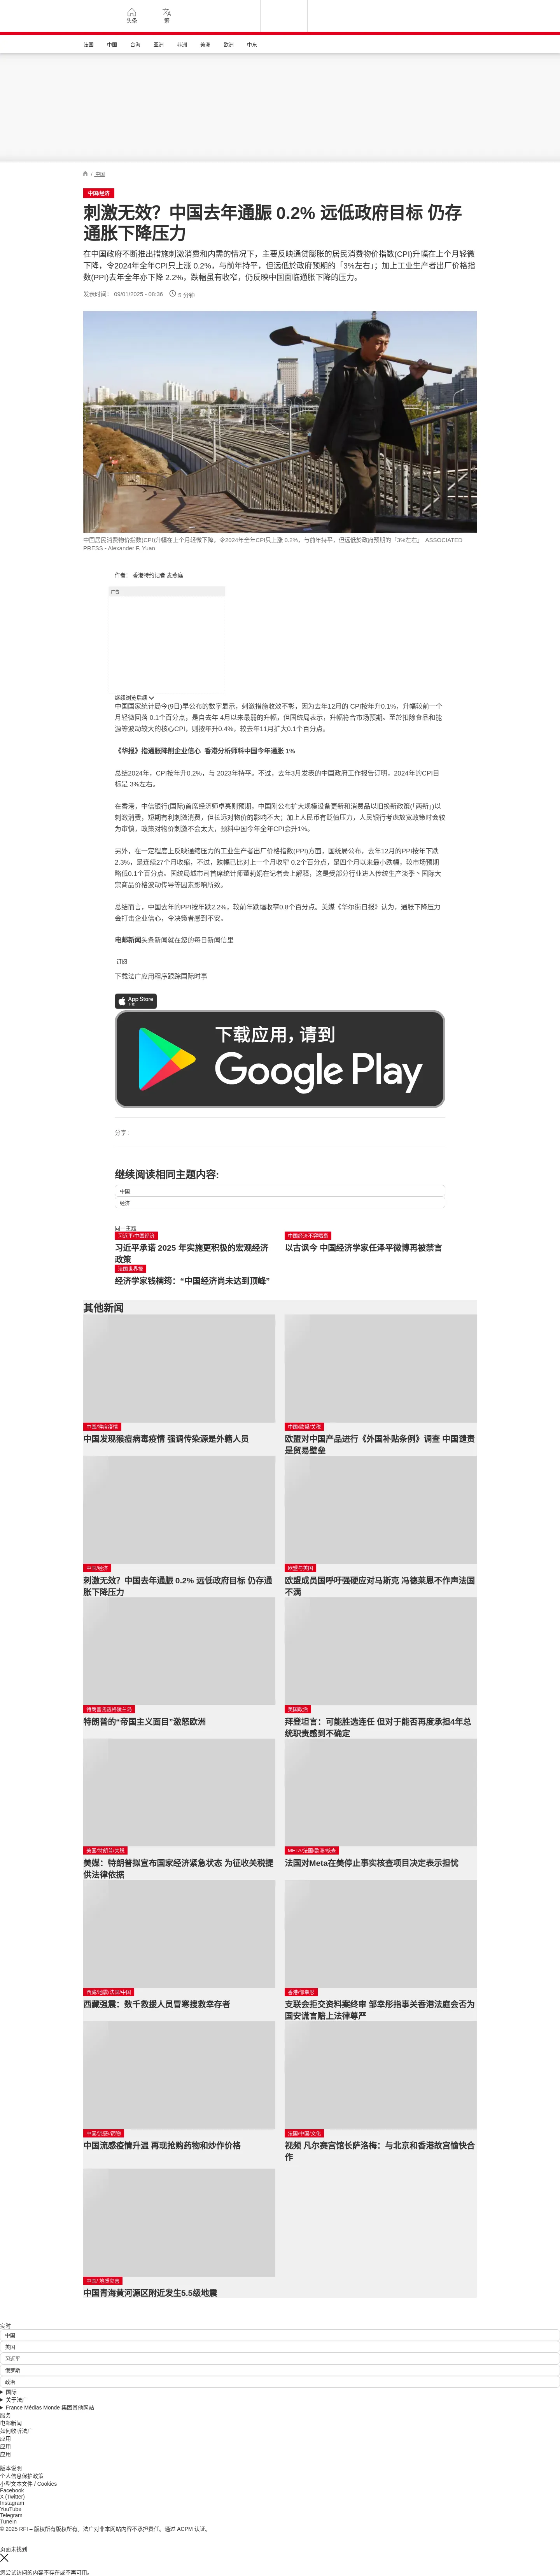 头条
繁
法国 中国 台海 亚洲 非洲 美洲 欧洲 中东
/ 中国
中国/经济
刺激无效？中国去年通脤 0.2% 远低政府目标 仍存
通胀下降压力
在中国政府不断推出措施刺激消费和内需的情况下，主要反映通贷膨胀的居民消费物价指数(CPI)升幅在上个月轻微
下降，令2024年全年CPI只上涨 0.2%，与前年持平，但远低於政府预期的「3%左右」；加上工业生产者出厂价格指
数(PPI)去年全年亦下降 2.2%，跌幅虽有收窄，仍反映中国面临通胀下降的压力。
发表时间： 09/01/2025 - 08:36 5 分钟
中国居民消费物价指数(CPI)升幅在上个月轻微下降，令2024年全年CPI只上涨 0.2%，与前年持平，但远低於政府预期的「3%左右」 ASSOCIATED
PRESS - Alexander F. Yuan
作者： 香港特约记者 麦燕庭
广告
继续浏览后续
中国国家统计局今(9日)早公布的数字显示，刺激措施收效不彰，因为去年12月的 CPI按年升0.1%，升幅较前一个
月轻微回落 0.1个百分点，是自去年 4月以来最弱的升幅，但国统局表示，升幅符合市场预期。至於扣除食品和能
源等波动较大的核心CPI，则按年升0.4%，较去年11月扩大0.1个百分点。
《华报》指通胀降削企业信心 香港分析师料中国今年通胀 1%
总结2024年，CPI按年升0.2%，与 2023年持平。不过，去年3月发表的中国政府工作报告订明，2024年的CPI目
标是 3%左右。
在香港，中信银行(国际)首席经济师卓亮则预期，中国刚公布扩大规模设备更新和消费品以旧换新政策(「两新」)以
刺激消费，短期有利刺激消费，但长远对物价的影响不大；加上人民币有贬值压力，人民银行考虑放宽政策时会较
为审慎，政策对物价刺激不会太大，预料中国今年全年CPI会升1%。
另外，在一定程度上反映通缩压力的工业生产者出厂价格指数(PPI)方面，国统局公布，去年12月的PPI按年下跌
2.3%，是连续27个月收缩，不过，跌幅已比对上一个月收窄 0.2个百分点，是四个月以来最小跌幅，较市场预期
略低0.1个百分点。国统局城市司首席统计师董莉娟在记者会上解释，这是受部分行业进入传统生产淡季丶国际大
宗商品价格波动传导等因素影响所致。
总结而言，中国去年的PPI按年跌2.2%，较前年跌幅收窄0.8个百分点。美媒《华尔街日报》认为，通胀下降压力
会打击企业信心，令决策者感到不安。
电邮新闻头条新闻就在您的每日新闻信里
订阅
下载法广应用程序跟踪国际时事
App Store
下载
下载应用，请到
Google Play
分享 :
继续阅读相同主题内容:
中国
经济
同一主题
习近平/中国经济
习近平承诺 2025 年实施更积极的宏观经济
政策
中国经济不容唱衰
以古讽今 中国经济学家任泽平微博再被禁言
法国世界报
经济学家钱楠筠：“中国经济尚未达到顶峰”
其他新闻
中国/猴痘疫情
中国发现猴痘病毒疫情 强调传染源是外籍人员
中国/欧盟/关税
欧盟对中国产品进行《外国补贴条例》调查 中国谴责
是贸易壁垒
中国/经济
刺激无效？中国去年通脤 0.2% 远低政府目标 仍存通
胀下降压力
欧盟与美国
欧盟成员国呼吁强硬应对马斯克 冯德莱恩不作声法国
不满
特朗普觊觎格陵兰岛
特朗普的“帝国主义面目”激怒欧洲
美国政治
拜登坦言：可能胜选连任 但对于能否再度承担4年总
统职责感到不确定
美国/特朗普/关税
美媒：特朗普拟宣布国家经济紧急状态 为征收关税提
供法律依据
META/法国/欧洲/核查
法国对Meta在美停止事实核查项目决定表示担忧
西藏/地震/法国/中国
西藏强震：数千救援人员冒寒搜救幸存者
香港/邹幸彤
支联会拒交资料案终审 邹幸彤指事关香港法庭会否为
国安谎言赔上法律尊严
中国/流感/药物
中国流感疫情升温 再现抢购药物和炒作价格
法国/中国/文化
视频 凡尔赛宫馆长萨洛梅：与北京和香港故宫愉快合
作
中国/ 地质灾害
中国青海黄河源区附近发生5.5级地震
实时
中国
美国
习近平
俄罗斯
政治
国际
关于法广
France Médias Monde 集团其他网站
服务
电邮新闻
如何收听法广
应用
应用
应用
版本说明
个人信息保护政策
小型文本文件 / Cookies
Facebook
X (Twitter)
Instagram
YouTube
Telegram
TuneIn
© 2025 RFI – 版权所有版权所有。法广对非本网站内容不承担责任。通过 ACPM 认证。
页面未找到
您尝试访问的内容不存在或不再可用。